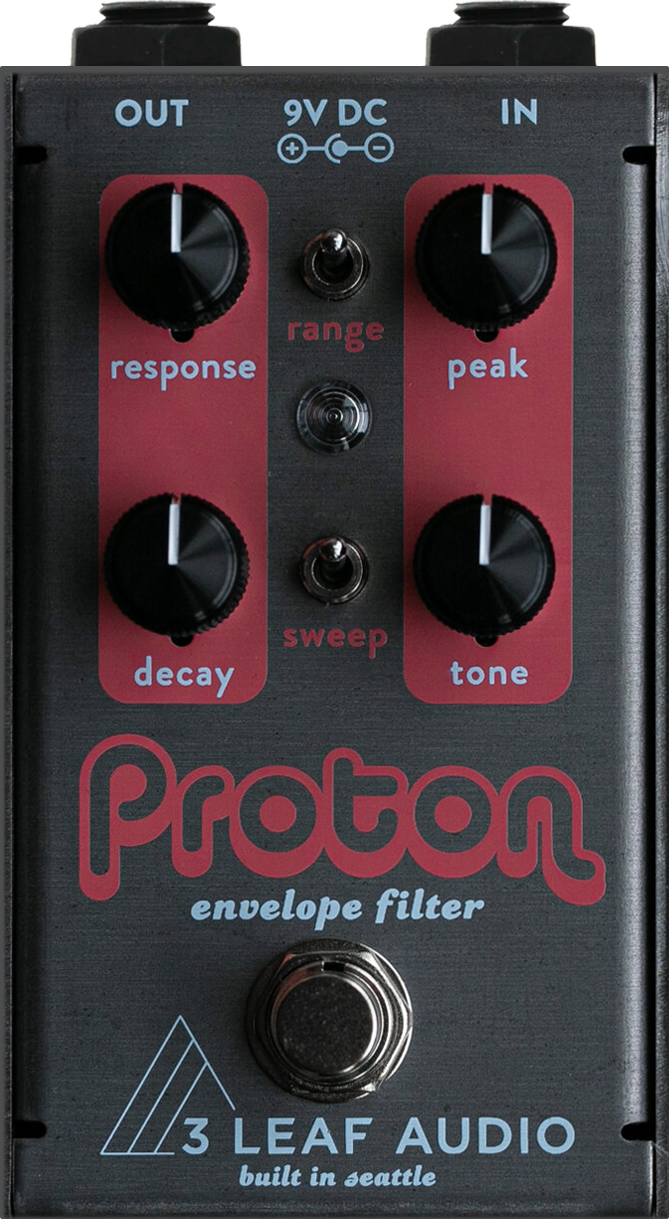 OUT 9V DC IN
+ -
range
response peak
sweep
decay tone
Proton
envelope filter
3 LEAF AUDIO
built in seattle